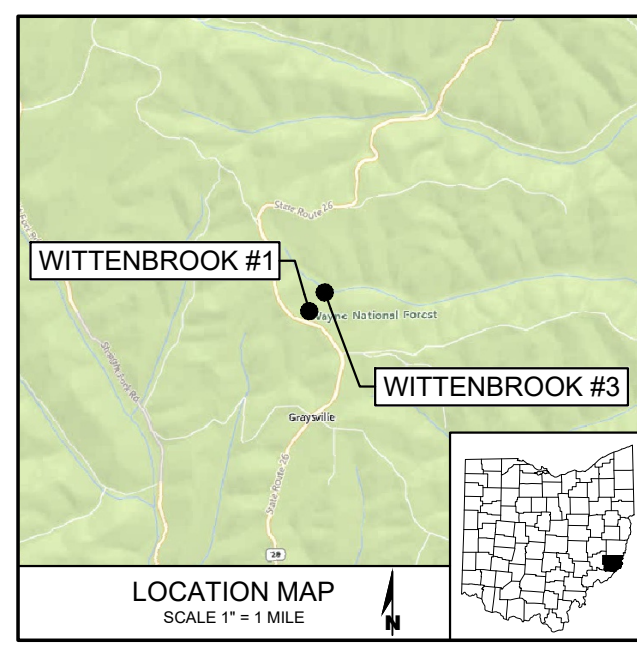 State Route 26
WITTENBROOK #1
Wayne National Forest
WITTENBROOK #3
Straight Fork Rd
Graysville
State Route 26
26
LOCATION MAP
SCALE 1" = 1 MILE
N